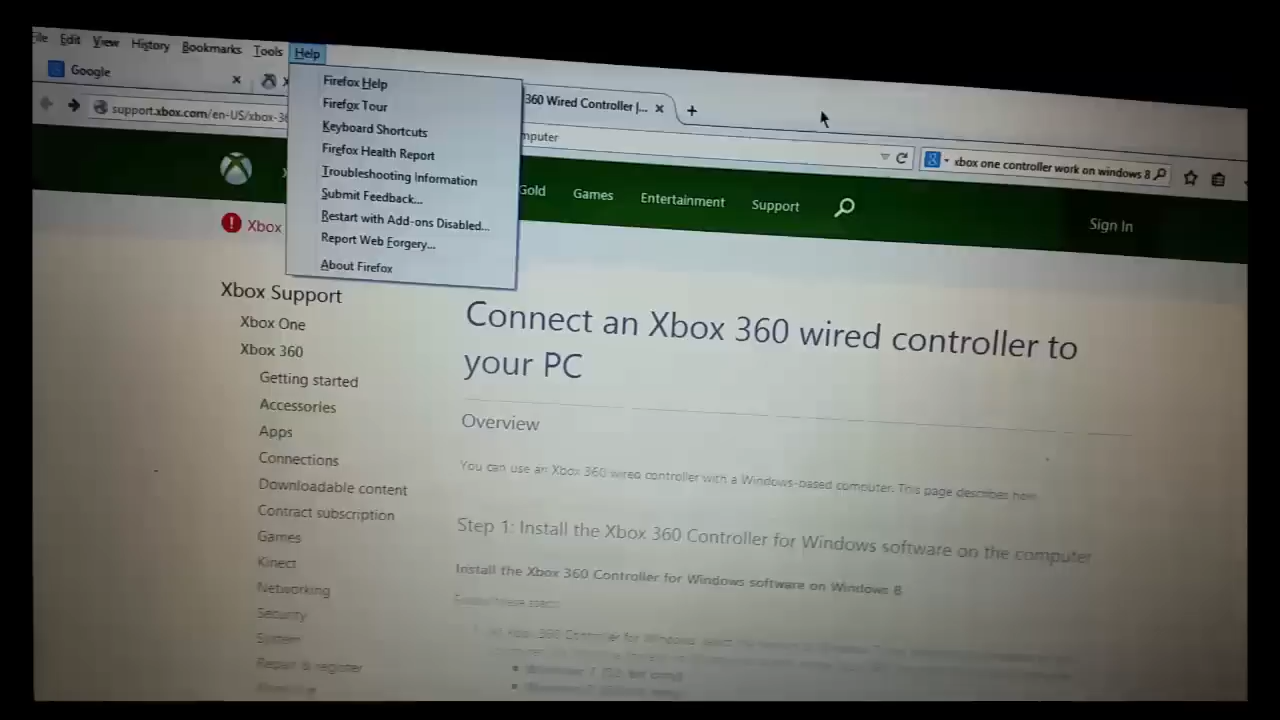 File Edit View History Bookmarks Tools Help
Google
360 Wired Controller |...
support.xbox.com/en-US/xbox-36
mputer
xbox one controller work on windows 8
Firefox Help
Firefox Tour
Keyboard Shortcuts
Firefox Health Report
Troubleshooting Information
Submit Feedback...
Restart with Add-ons Disabled...
Report Web Forgery...
About Firefox
Gold Games Entertainment Support
Sign In
Xbox
Xbox Support
Xbox One
Xbox 360
Getting started
Accessories
Apps
Connections
Downloadable content
Contract subscription
Games
Kinect
Networking
Security
System
Repair & register
Connect an Xbox 360 wired controller to
your PC
Overview
You can use an Xbox 360 wired controller with a Windows-based computer. This page describes how.
Step 1: Install the Xbox 360 Controller for Windows software on the computer
Install the Xbox 360 Controller for Windows software on Windows 8